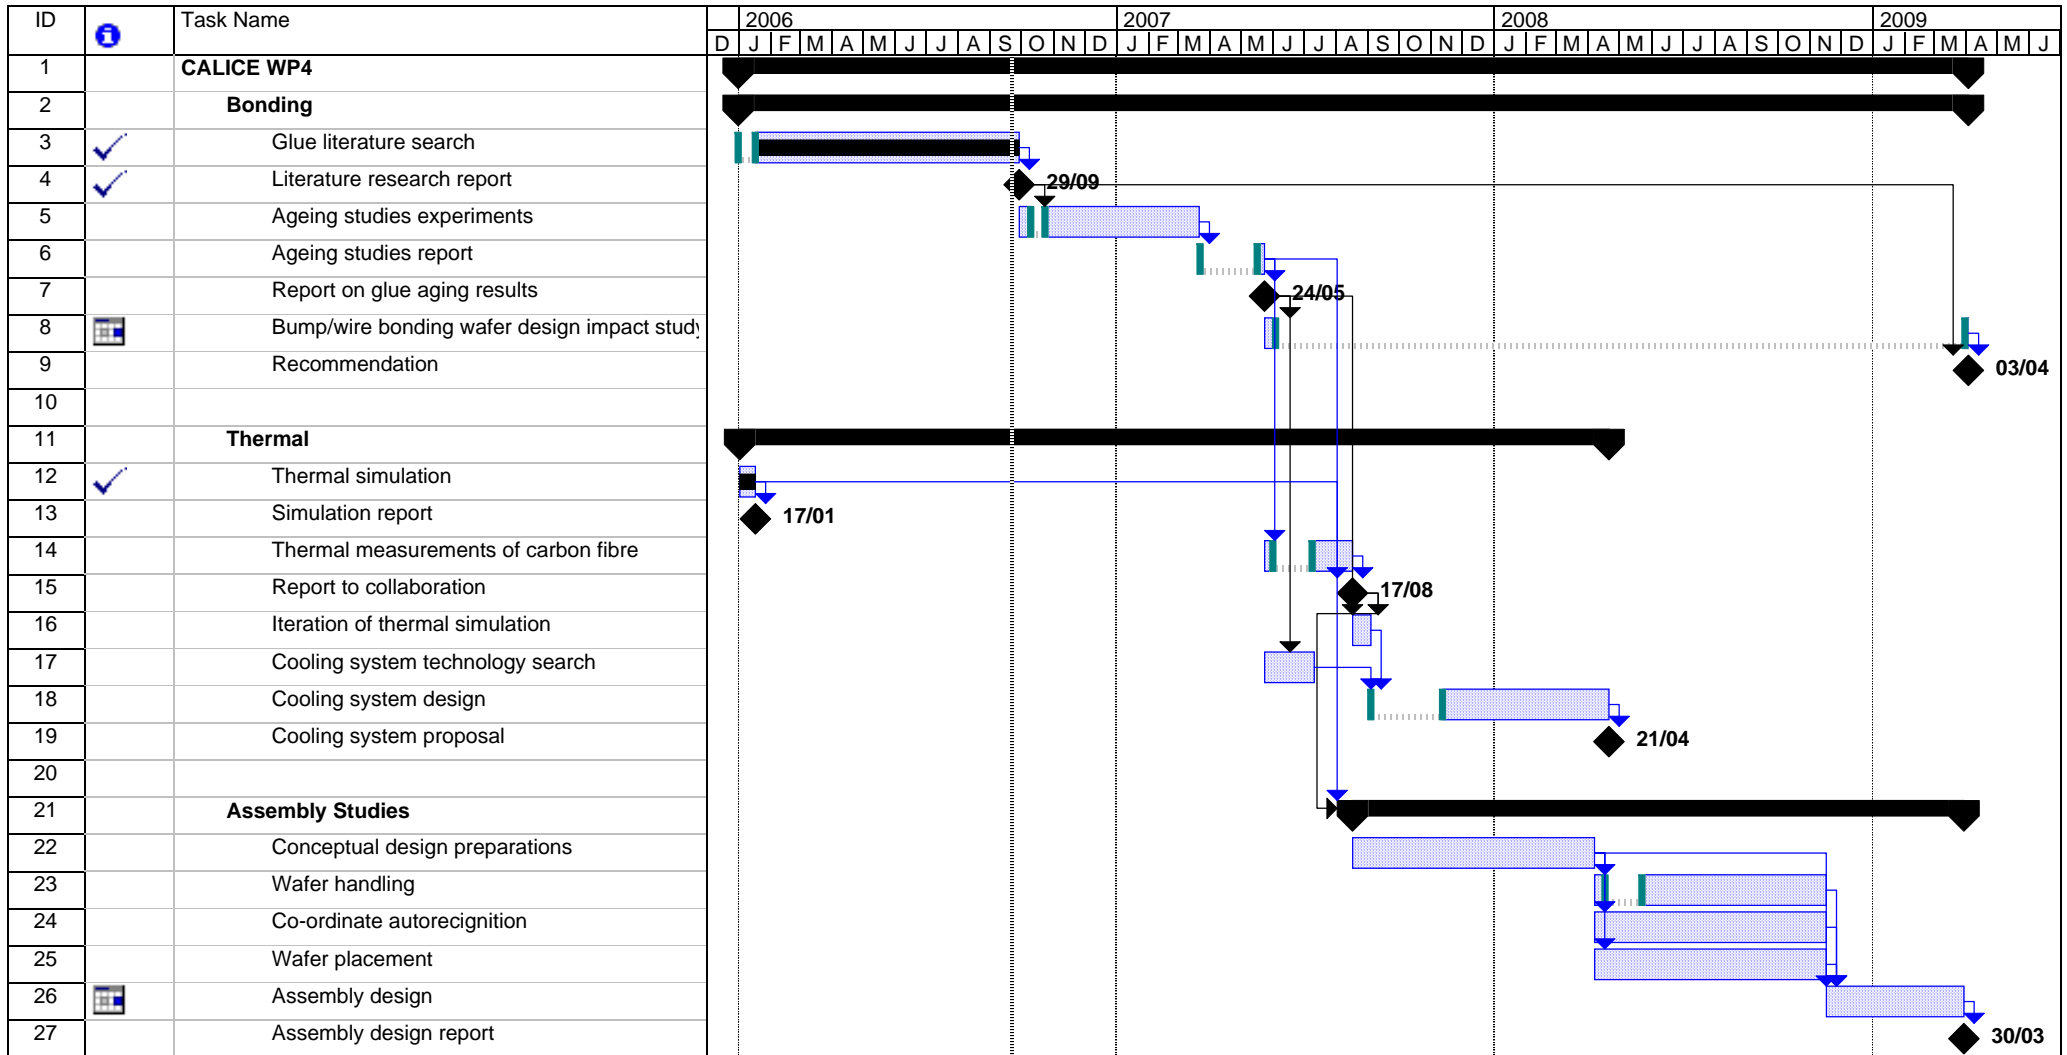 ID Task Name 2006 2007 2008 2009
D J F M A M J J A S O N D J F M A M J J A S O N D J F M A M J J A S O N D J F M A M J
1 CALICE WP4
2 Bonding
3 Glue literature search
4 Literature research report 29/09
5 Ageing studies experiments
6 Ageing studies report
7 Report on glue aging results 24/05
8 Bump/wire bonding wafer design impact study
9 Recommendation 03/04
10
11 Thermal
12 Thermal simulation
13 Simulation report 17/01
14 Thermal measurements of carbon fibre
15 Report to collaboration 17/08
16 Iteration of thermal simulation
17 Cooling system technology search
18 Cooling system design
19 Cooling system proposal 21/04
20
21 Assembly Studies
22 Conceptual design preparations
23 Wafer handling
24 Co-ordinate autorecignition
25 Wafer placement
26 Assembly design
27 Assembly design report 30/03